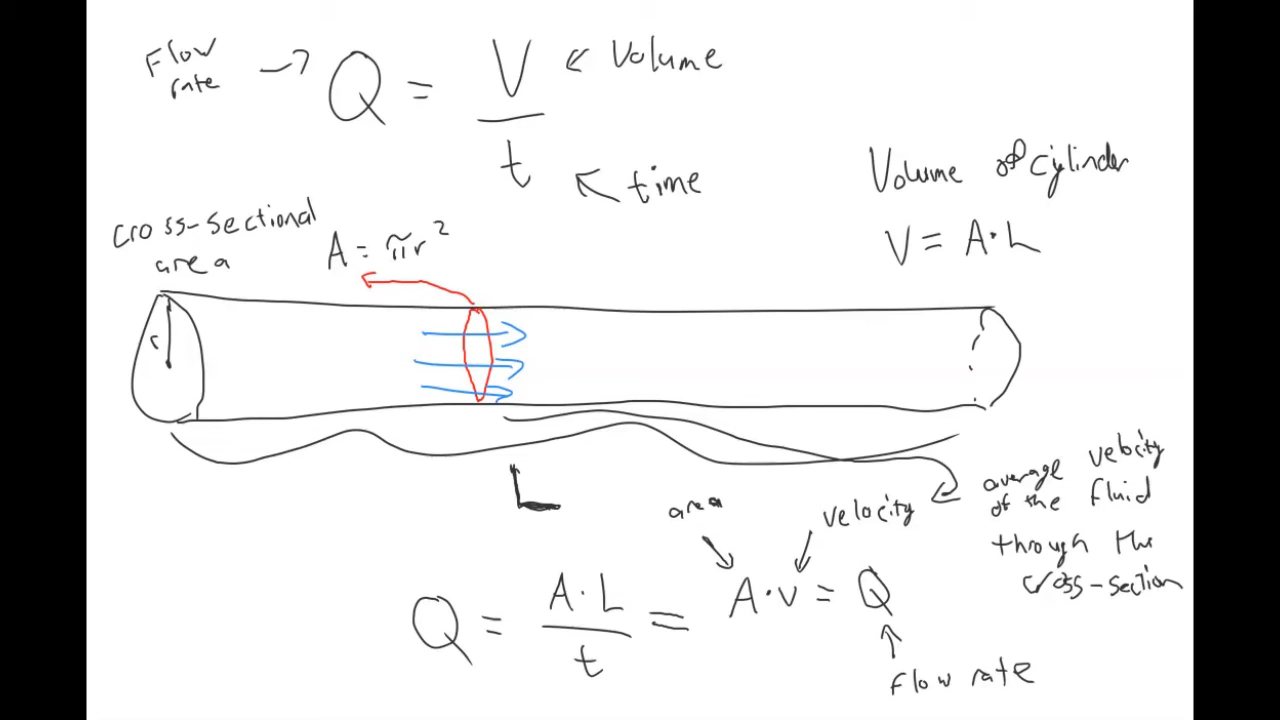 Flow rate → Q = V/t ← Volume
← time
Volume of cylinder
V = A·L
cross-sectional
area
A = πr²
r
L
average velocity
of the fluid
through the
cross-section
area
velocity
Q = A·L/t = A·v = Q
Flow rate